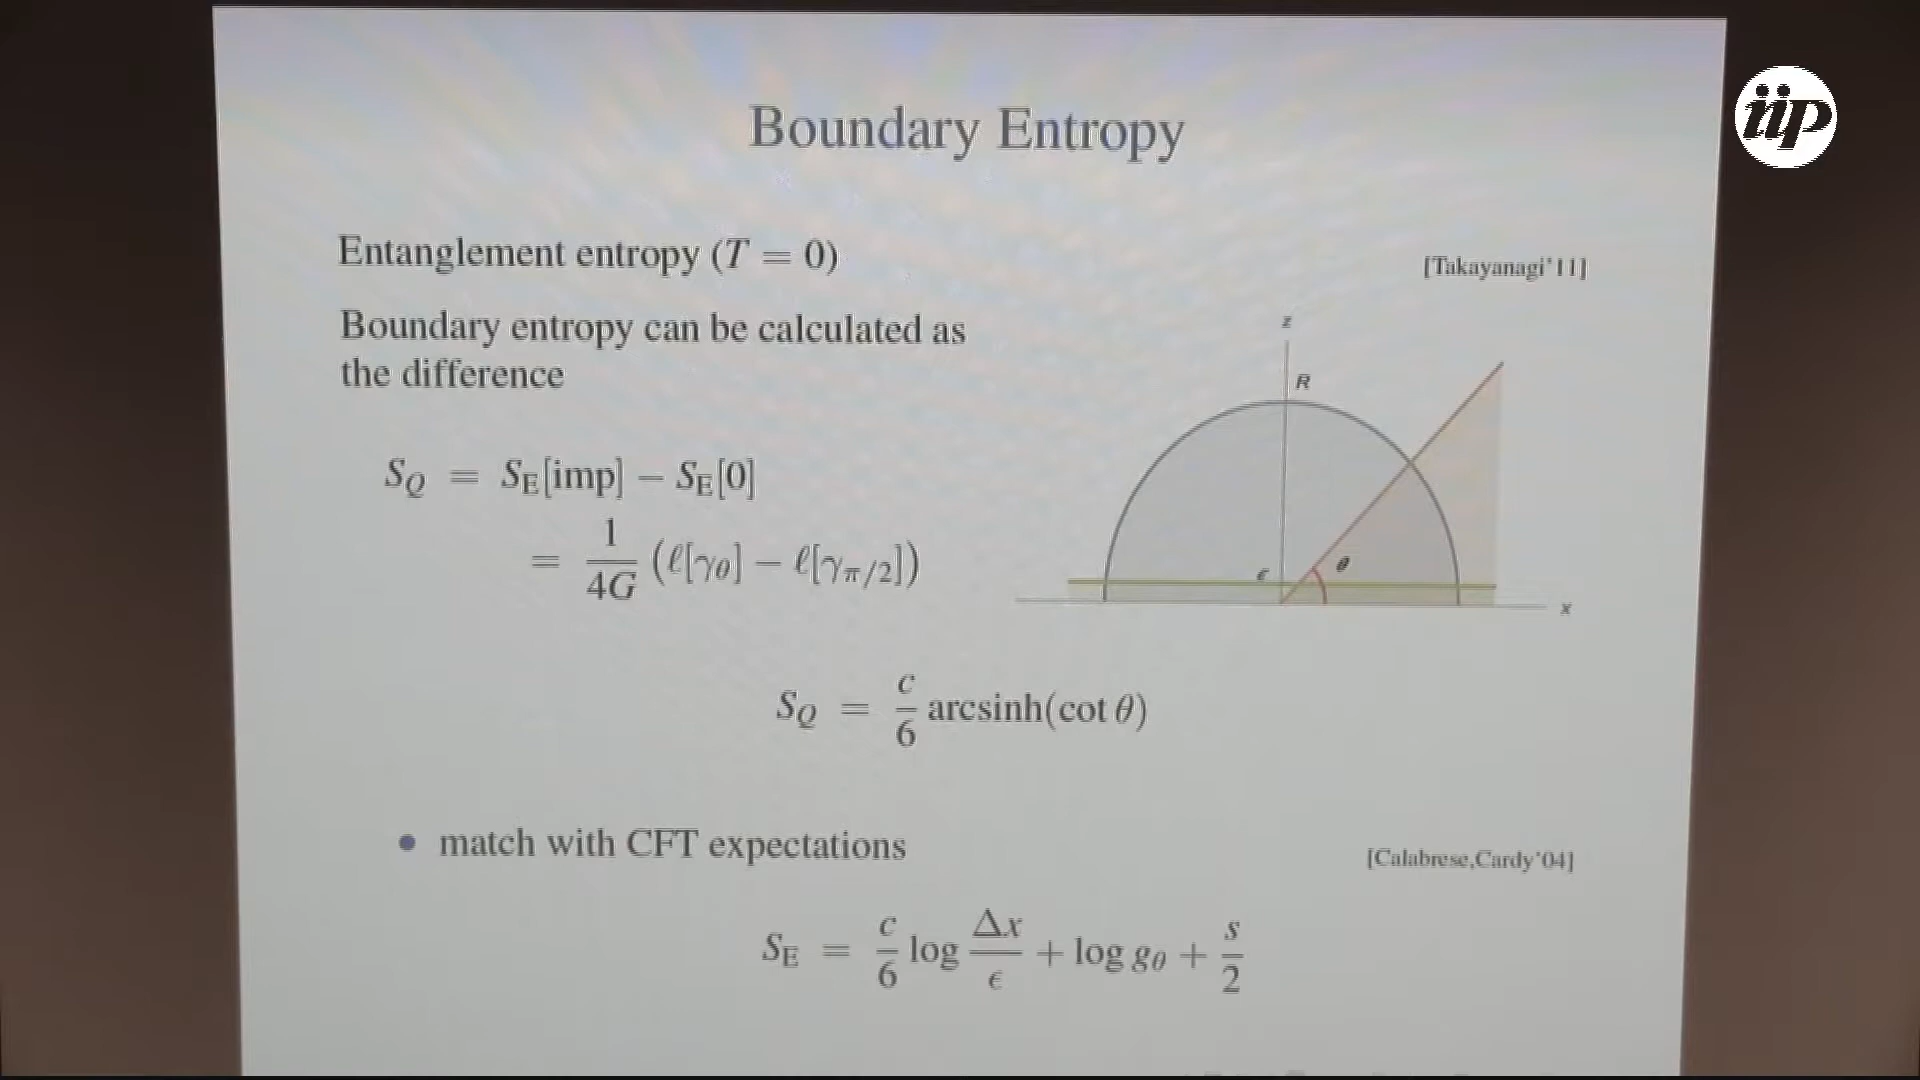 iip
Boundary Entropy
Entanglement entropy (T = 0)
[Takayanagi'11]
Boundary entropy can be calculated as
the difference
S_Q = S_E[imp] − S_E[0]
= 1/4G (ℓ[γ_θ] − ℓ[γ_π/2])
z
R
ϵ
θ
x
S_Q = c/6 arcsinh(cot θ)
• match with CFT expectations
[Calabrese,Cardy'04]
S_E = c/6 log Δx/ϵ + log g_θ + s/2